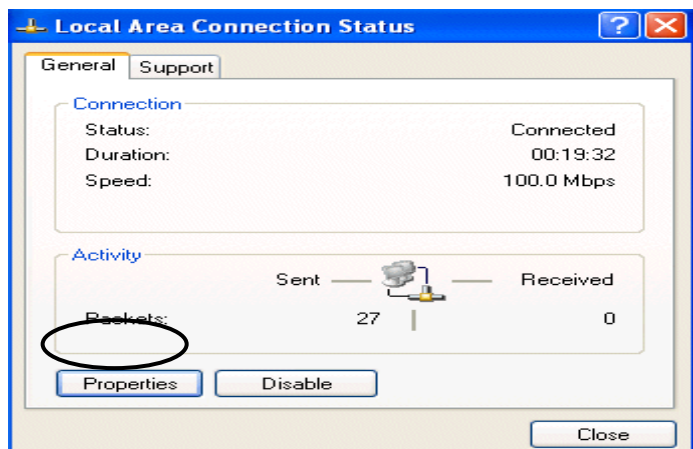 Local Area Connection Status
General Support
Connection
Status: Connected
Duration: 00:19:32
Speed: 100.0 Mbps
Activity
Sent Received
Packets: 27 0
Properties Disable
Close